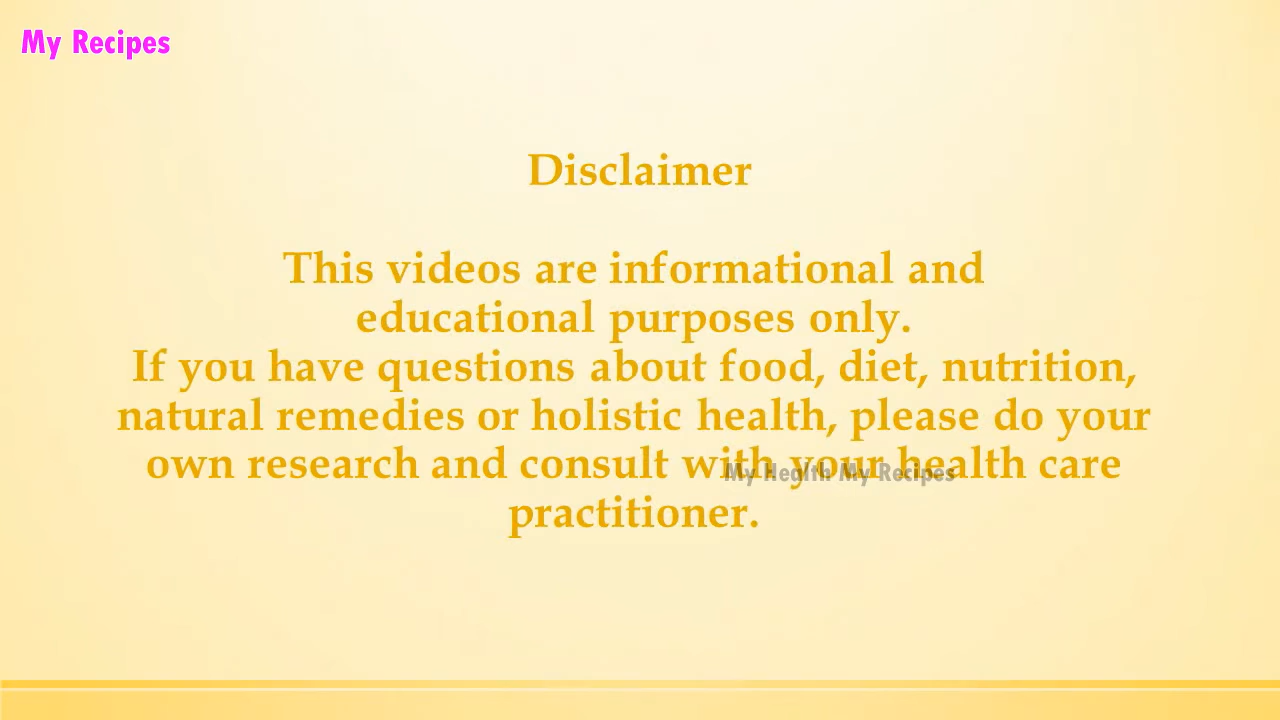 My Recipes
Disclaimer
This videos are informational and
educational purposes only.
If you have questions about food, diet, nutrition,
natural remedies or holistic health, please do your
own research and consult with your health care
My Health My Recipes
practitioner.